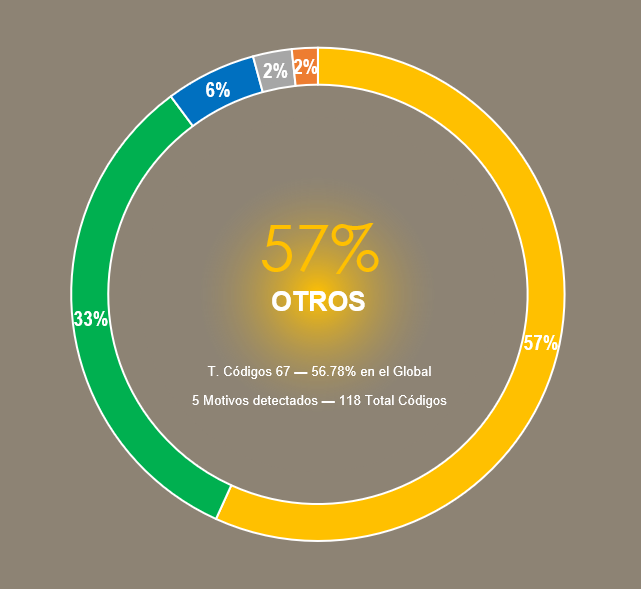 6%
2%
2%
57%
OTROS
33%
57%
T. Códigos 67 — 56.78% en el Global
5 Motivos detectados — 118 Total Códigos